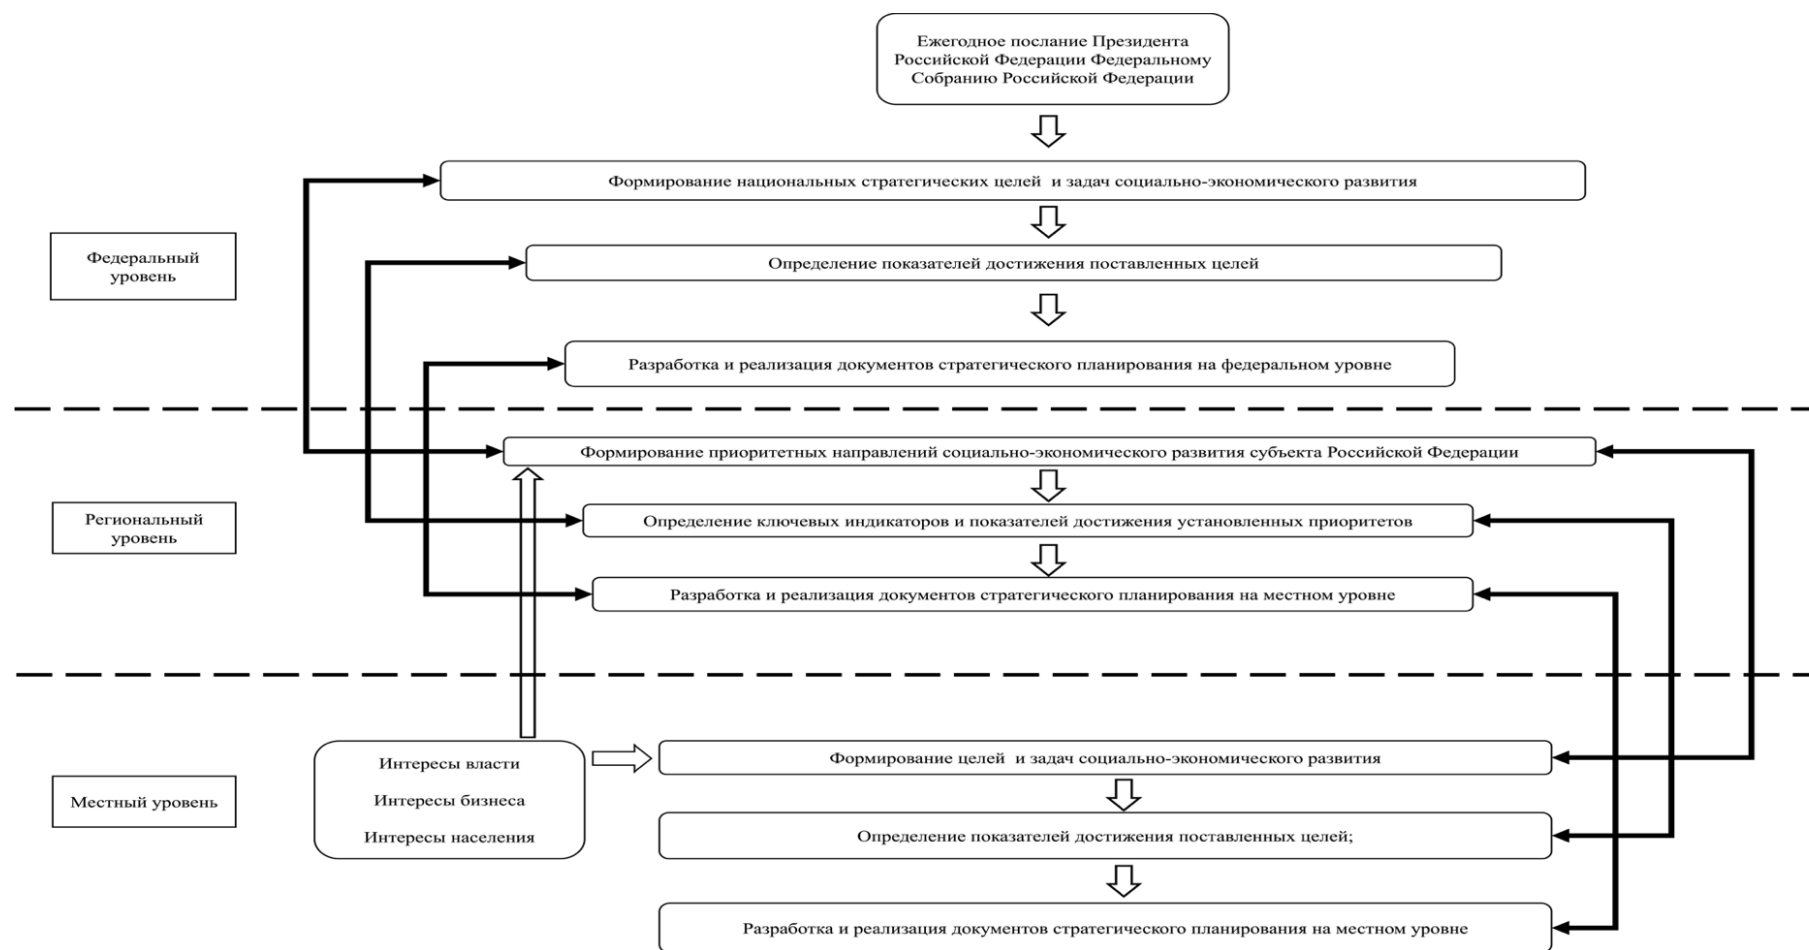 Ежегодное послание Президента
Российской Федерации Федеральному
Собранию Российской Федерации
Формирование национальных стратегических целей и задач социально-экономического развития
Федеральный
уровень
Определение показателей достижения поставленных целей
Разработка и реализация документов стратегического планирования на федеральном уровне
Формирование приоритетных направлений социально-экономического развития субъекта Российской Федерации
Региональный
уровень
Определение ключевых индикаторов и показателей достижения установленных приоритетов
Разработка и реализация документов стратегического планирования на местном уровне
Местный уровень
Интересы власти
Интересы бизнеса
Интересы населения
Формирование целей и задач социально-экономического развития
Определение показателей достижения поставленных целей;
Разработка и реализация документов стратегического планирования на местном уровне